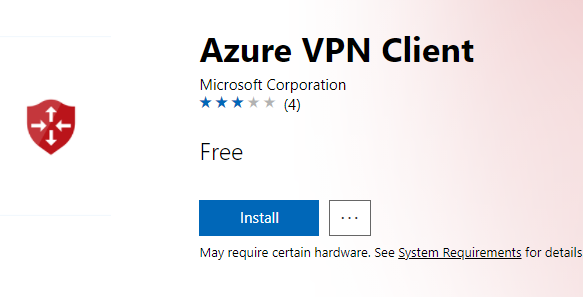 Azure VPN Client
Microsoft Corporation
(4)
Free
Install
...
May require certain hardware. See System Requirements for details